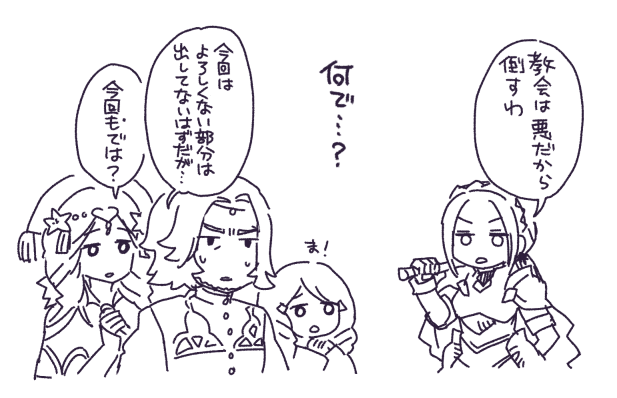 教会は悪だから
倒すわ
何で…?
今回は
よろしくない部分は
出してないはずだが…
今回もでは?
ま!